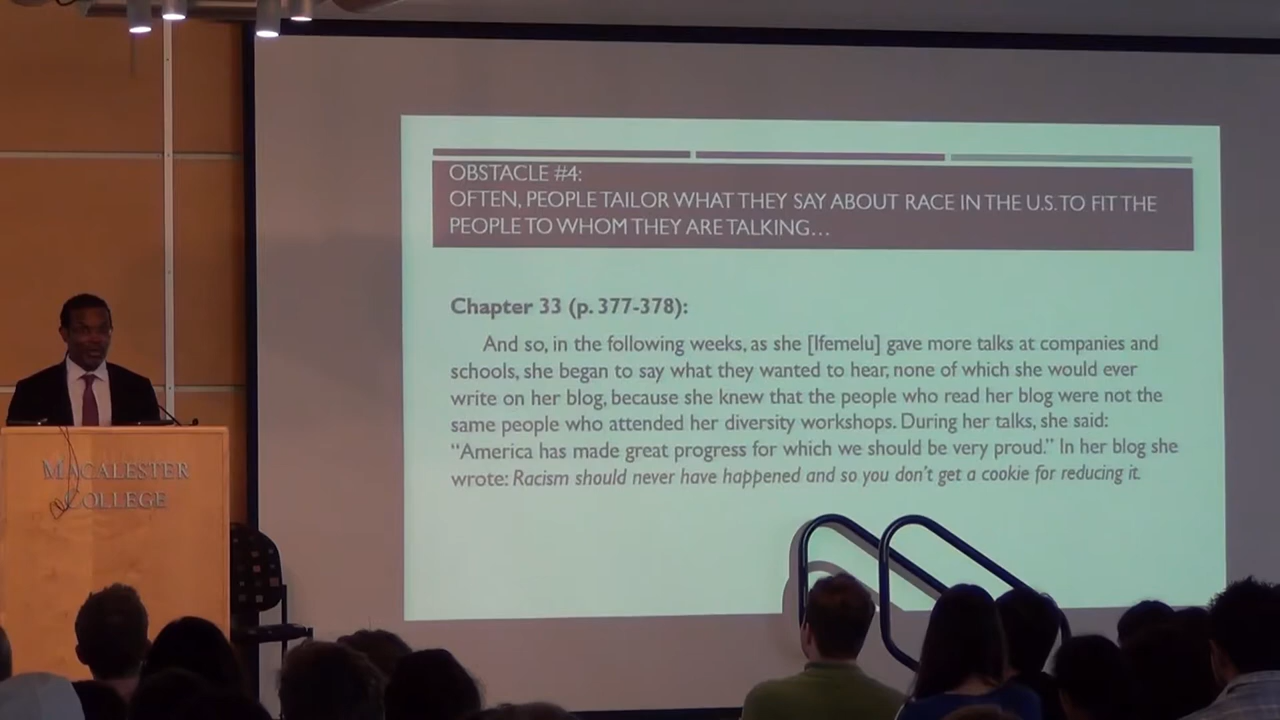 OBSTACLE #4:
OFTEN, PEOPLE TAILOR WHAT THEY SAY ABOUT RACE IN THE U.S. TO FIT THE
PEOPLE TO WHOM THEY ARE TALKING…
Chapter 33 (p. 377-378):
And so, in the following weeks, as she [Ifemelu] gave more talks at companies and
schools, she began to say what they wanted to hear, none of which she would ever
write on her blog, because she knew that the people who read her blog were not the
same people who attended her diversity workshops. During her talks, she said:
“America has made great progress for which we should be very proud.” In her blog she
wrote: Racism should never have happened and so you don’t get a cookie for reducing it.
MACALESTER
COLLEGE